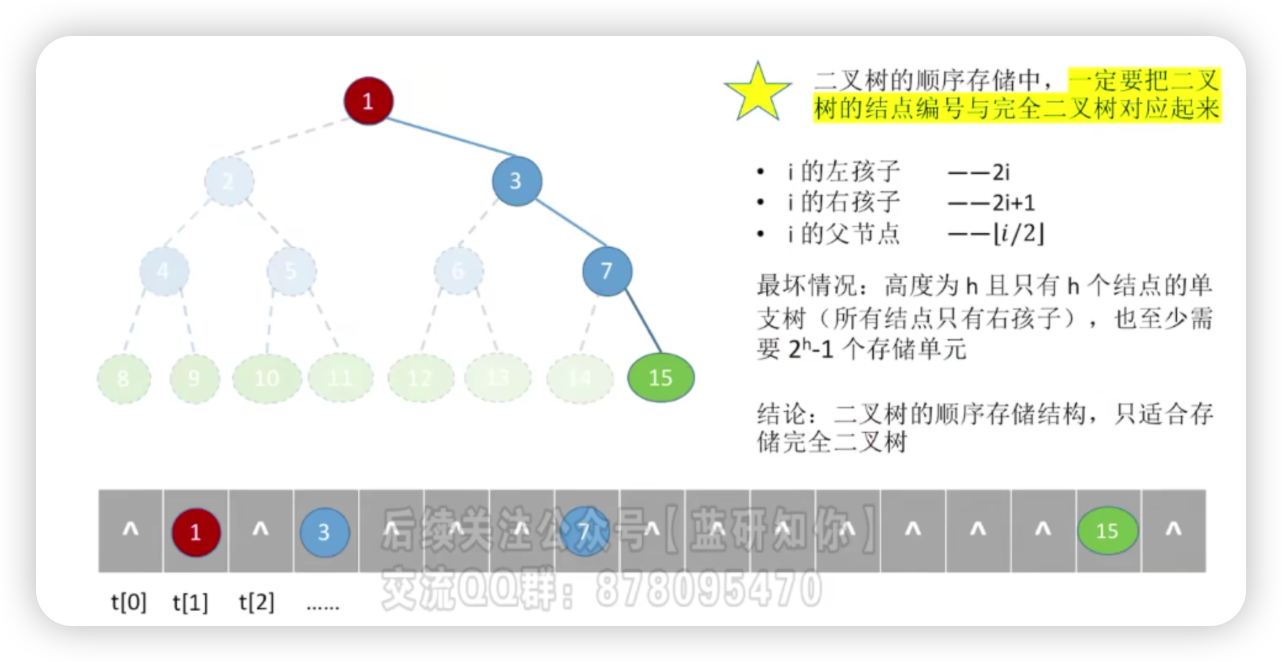 1
2
3
4
5
6
7
8
9
10
11
12
13
14
15
二叉树的顺序存储中，一定要把二叉
树的结点编号与完全二叉树对应起来
• i 的左孩子 ——2i
• i 的右孩子 ——2i+1
• i 的父节点 ——⌊i/2⌋
最坏情况：高度为 h 且只有 h 个结点的单
支树（所有结点只有右孩子），也至少需
要 2ʰ-1 个存储单元
结论：二叉树的顺序存储结构，只适合存
储完全二叉树
^ 1 ^ 3 ^ ^ ^ 7 ^ ^ ^ ^ ^ ^ ^ 15 ^
后续关注公众号【蓝研知你】
t[0] t[1] t[2] ……
交流QQ群：878095470